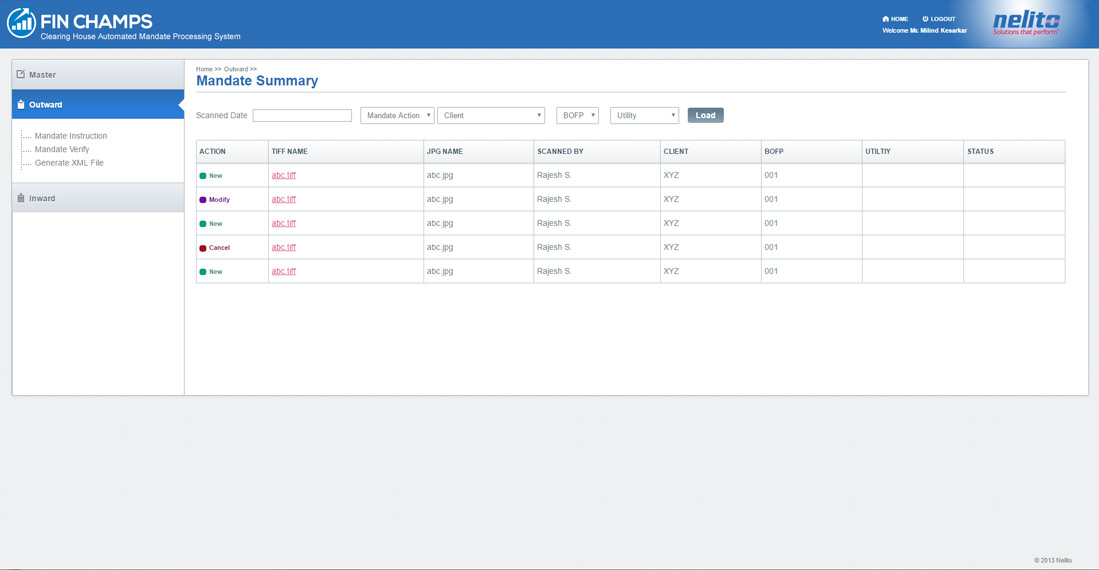 FIN CHAMPS
Clearing House Automated Mandate Processing System
HOME LOGOUT
Welcome Mr. Milind Kesarkar
nelito
Solutions that perform
Master
Outward
Mandate Instruction
Mandate Verify
Generate XML File
Inward
Home >> Outward >>
Mandate Summary
Scanned Date Mandate Action Client BOFP Utility Load
ACTION TIFF NAME JPG NAME SCANNED BY CLIENT BOFP UTILTIY STATUS
New abc.tiff abc.jpg Rajesh S. XYZ 001
Modify abc.tiff abc.jpg Rajesh S. XYZ 001
New abc.tiff abc.jpg Rajesh S. XYZ 001
Cancel abc.tiff abc.jpg Rajesh S. XYZ 001
New abc.tiff abc.jpg Rajesh S. XYZ 001
© 2013 Nelito